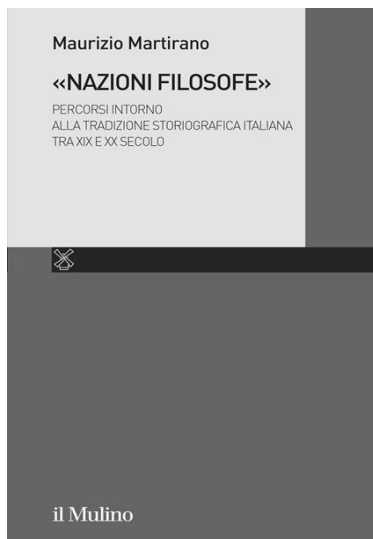 Maurizio Martirano
«NAZIONI FILOSOFE»
PERCORSI INTORNO
ALLA TRADIZIONE STORIOGRAFICA ITALIANA
TRA XIX E XX SECOLO
il Mulino